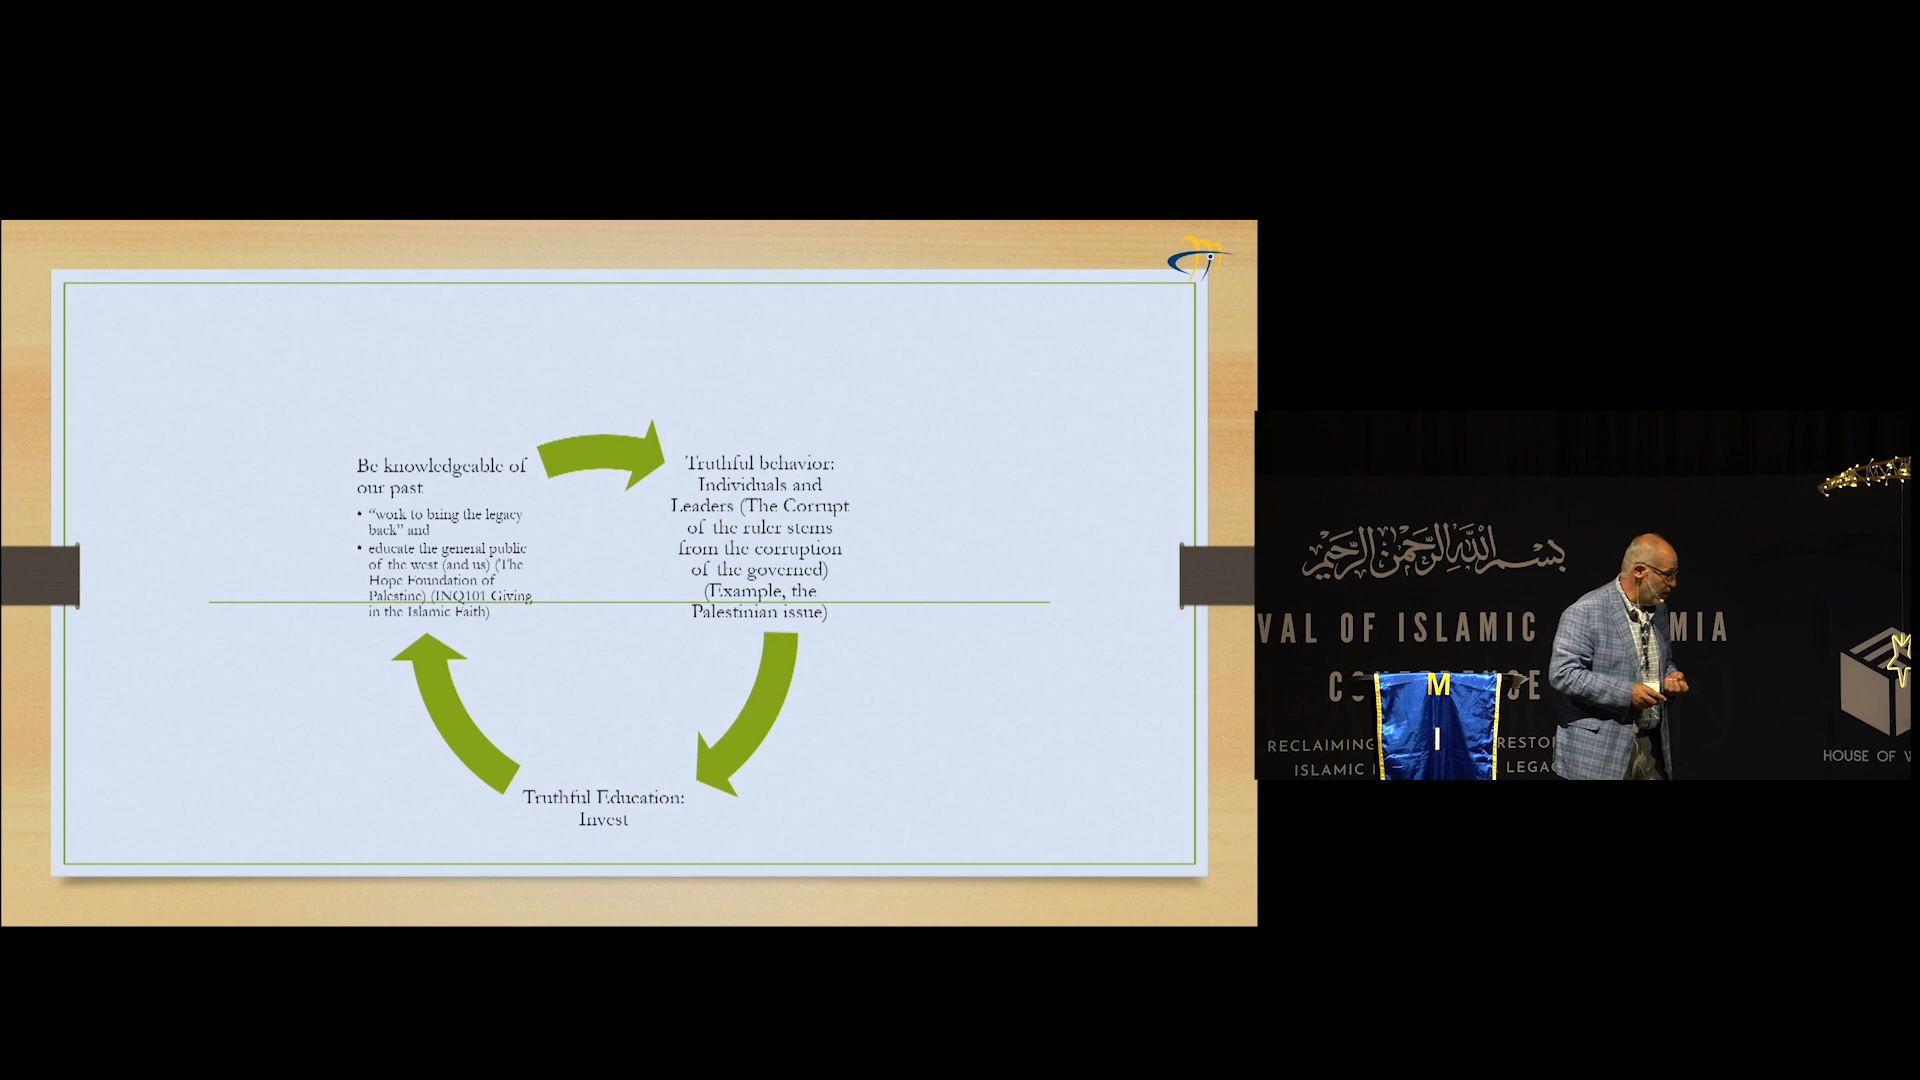 Be knowledgeable of
our past
• “work to bring the legacy
back” and
• educate the general public
of the west (and us) (The
Hope Foundation of
Palestine) (INQ101 Giving
in the Islamic Faith)
Truthful behavior:
Individuals and
Leaders (The Corrupt
of the ruler stems
from the corruption
of the governed)
(Example, the
Palestinian issue)
Truthful Education:
Invest
بسم الله الرحمن الرحيم
VAL OF ISLAMIC MIA
RECLAIMING RESTO
ISLAMIC LEGA
M
I
HOUSE OF